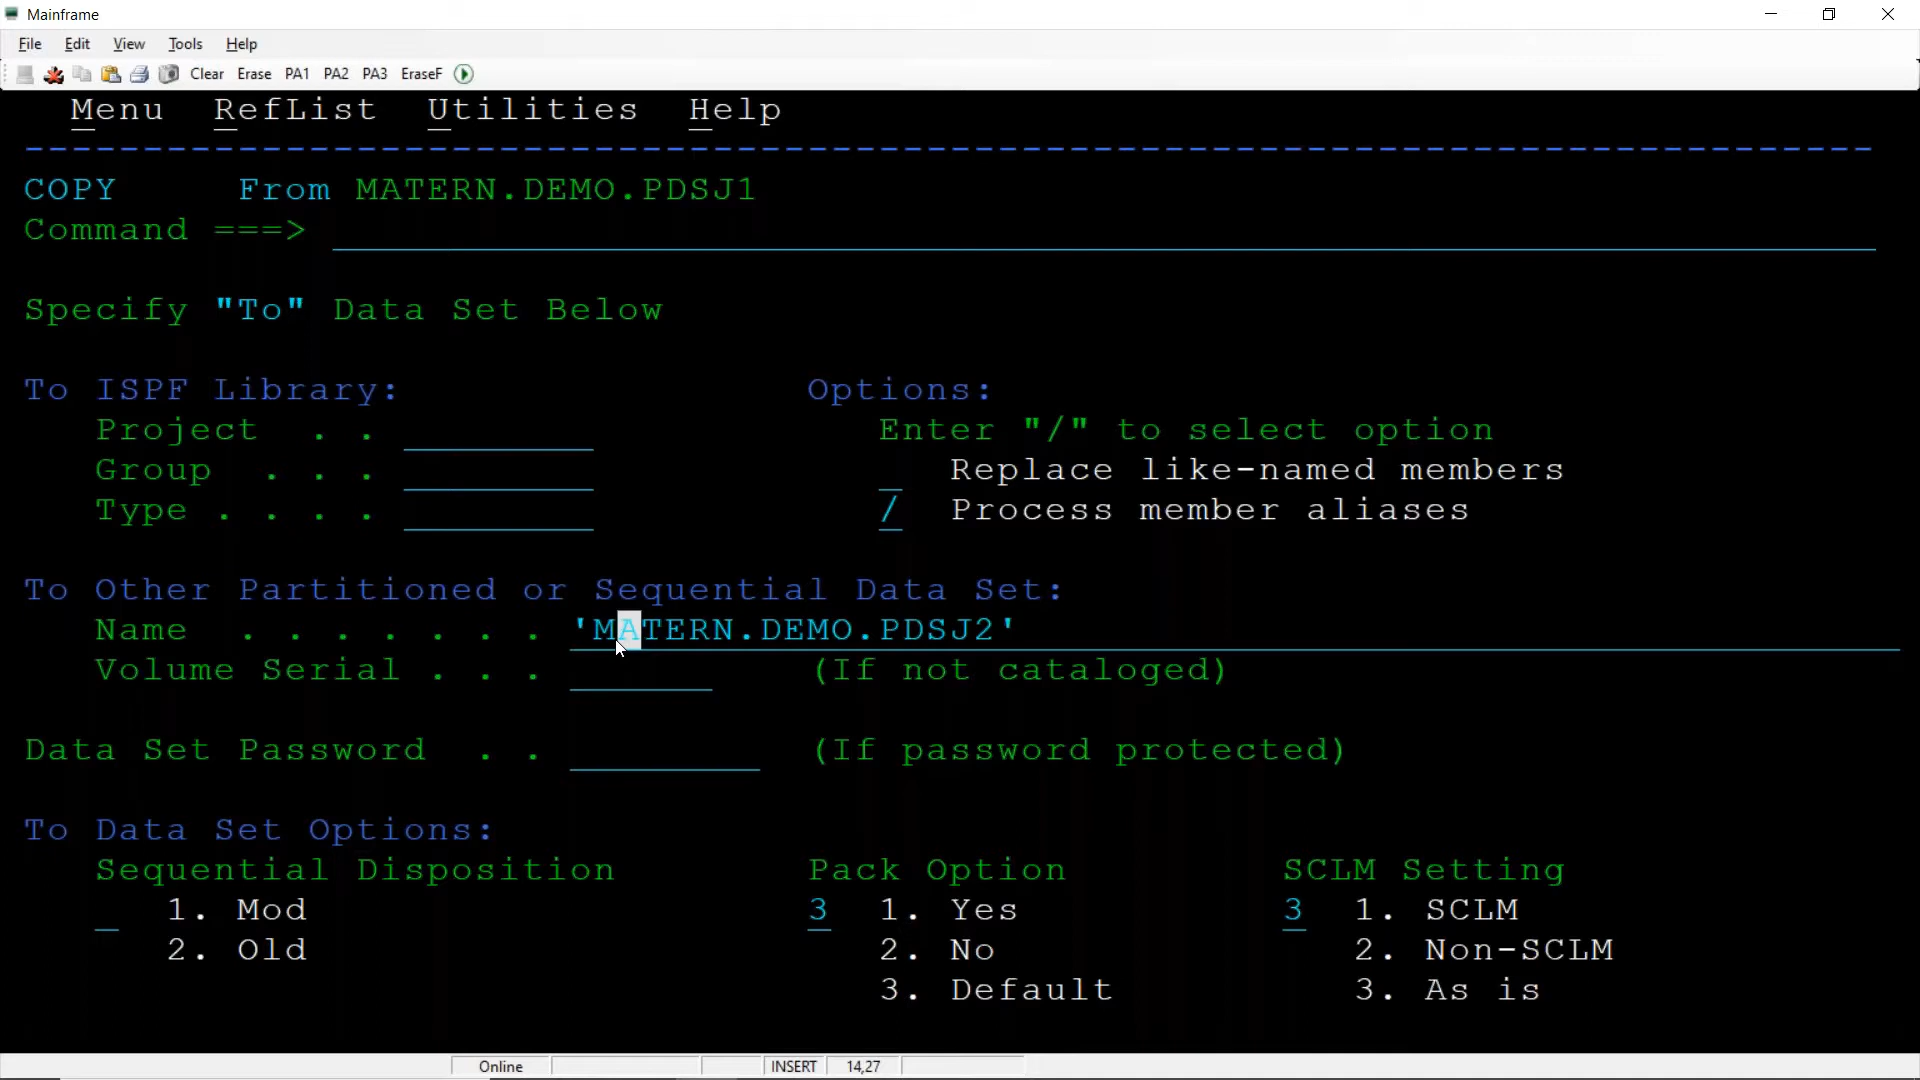 Mainframe
File Edit View Tools Help
Clear Erase PA1 PA2 PA3 EraseF
Menu RefList Utilities Help
-------------------------------------------------------------------------------
COPY From MATERN.DEMO.PDSJ1
Command ===>
Specify "To" Data Set Below
To ISPF Library: Options:
Project . . Enter "/" to select option
Group . . . Replace like-named members
Type . . . . / Process member aliases
To Other Partitioned or Sequential Data Set:
Name . . . . . . . 'MATERN.DEMO.PDSJ2'
Volume Serial . . . (If not cataloged)
Data Set Password . . (If password protected)
To Data Set Options:
Sequential Disposition Pack Option SCLM Setting
1. Mod 3 1. Yes 3 1. SCLM
2. Old 2. No 2. Non-SCLM
3. Default 3. As is
Online INSERT 14,27